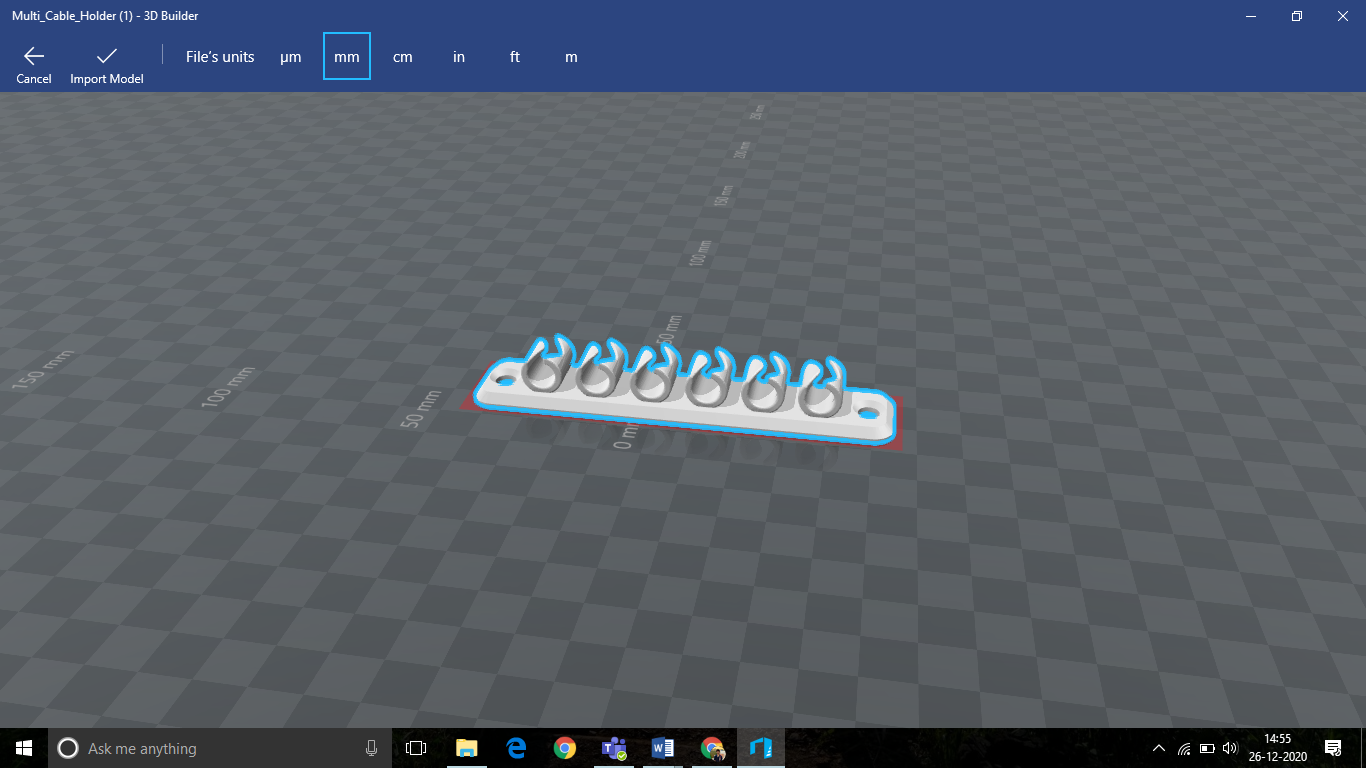 Multi_Cable_Holder (1) - 3D Builder
Cancel
Import Model
File's units
µm
mm
cm
in
ft
m
250 mm
200 mm
150 mm
100 mm
50 mm
0 mm
150 mm
100 mm
50 mm
Ask me anything
14:55
26-12-2020